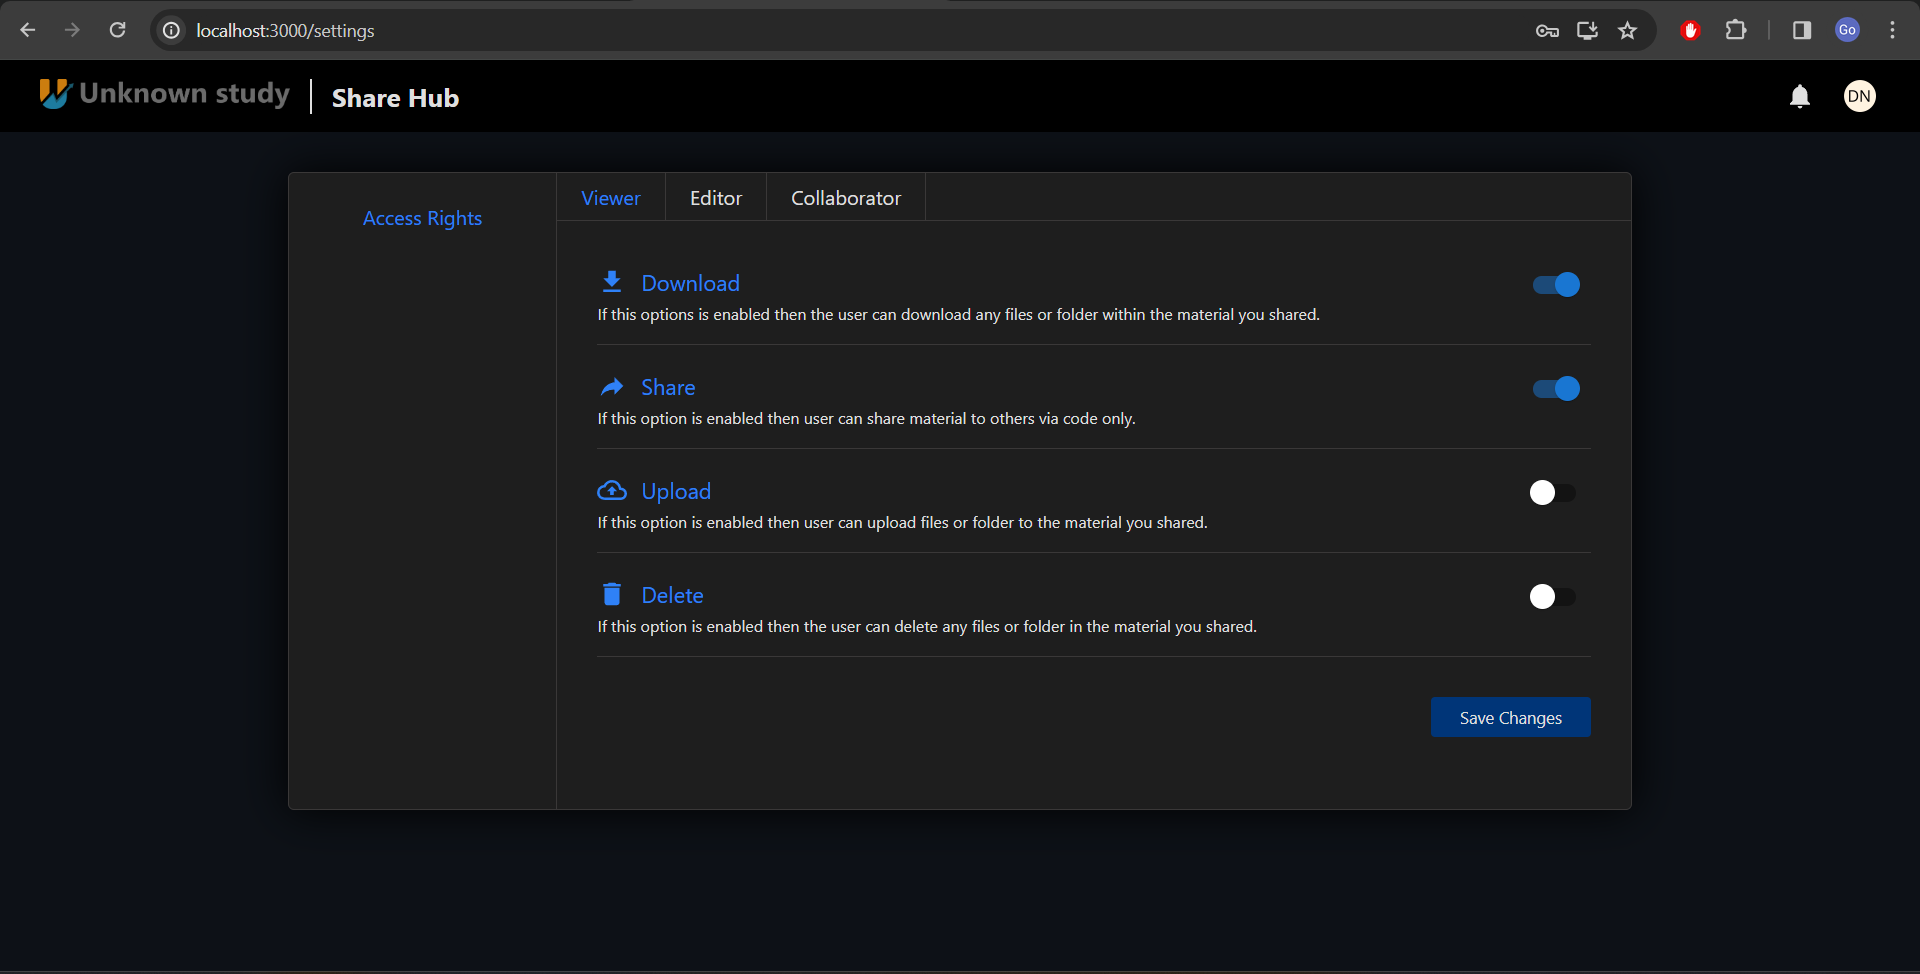 localhost:3000/settings
Go
Unknown study
Share Hub
DN
Access Rights
Viewer
Editor
Collaborator
Download
If this options is enabled then the user can download any files or folder within the material you shared.
Share
If this option is enabled then user can share material to others via code only.
Upload
If this option is enabled then user can upload files or folder to the material you shared.
Delete
If this option is enabled then the user can delete any files or folder in the material you shared.
Save Changes